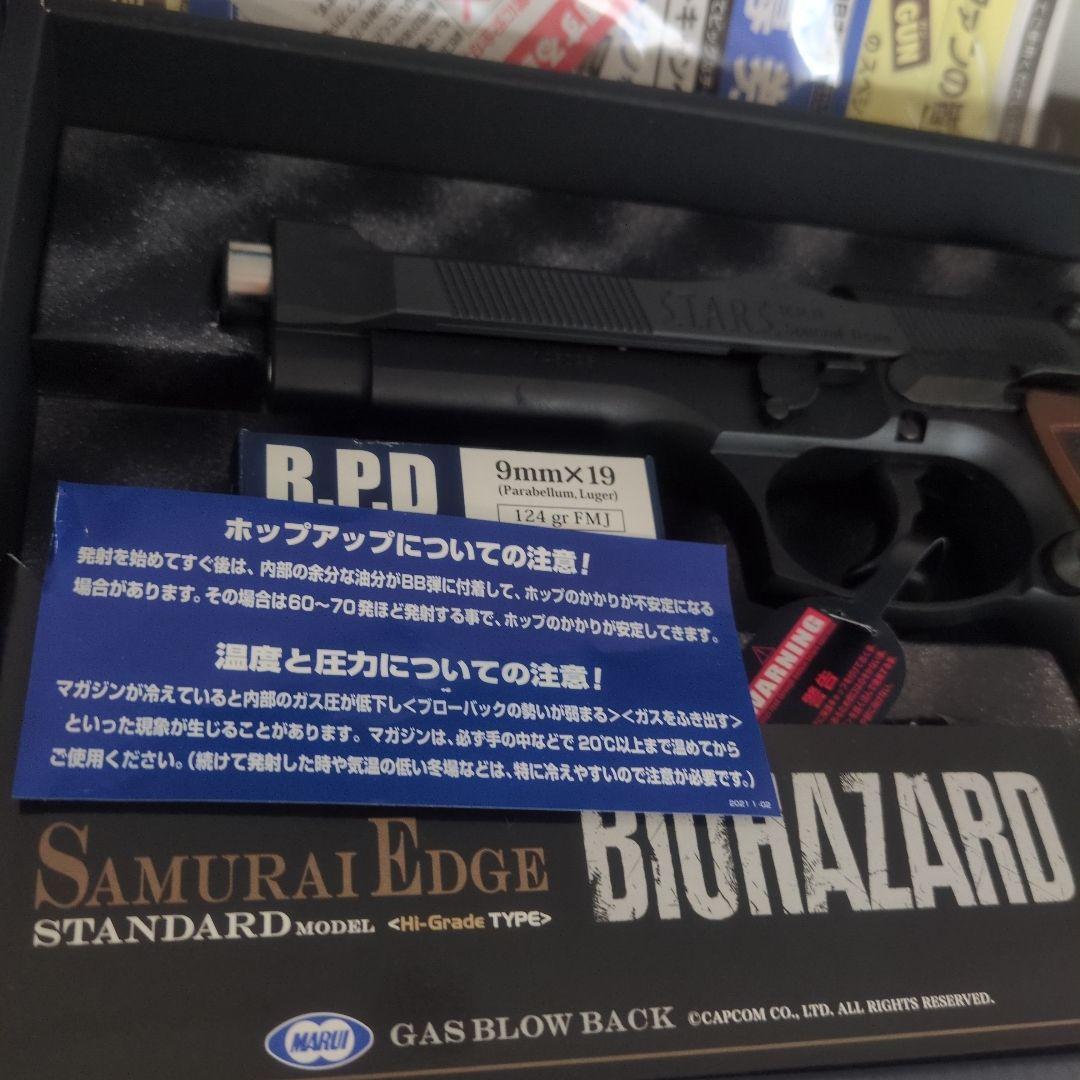 GUN
ファンの
S.T.A.R.S.
R.P.D
9mm×19
(Parabellum, Luger)
124 gr FMJ
ホップアップについての注意!
発射を始めてすぐ後は、内部の余分な油分がBB弾に付着して、ホップのかかりが不安定になる
場合があります。その場合は60〜70発ほど発射する事で、ホップのかかりが安定してきます。
温度と圧力についての注意!
マガジンが冷えていると内部のガス圧が低下し<ブローバックの勢いが弱まる><ガスをふき出す>
といった現象が生じることがあります。マガジンは、必ず手の中などで20℃以上まで温めてから
ご使用ください。(続けて発射した時や気温の低い冬場などは、特に冷えやすいので注意が必要です。)
20211-02
WARNING
警告
BIOHAZARD
SAMURAI EDGE
STANDARD MODEL <Hi-Grade TYPE>
MARUI
GAS BLOW BACK ©CAPCOM CO., LTD. ALL RIGHTS RESERVED.